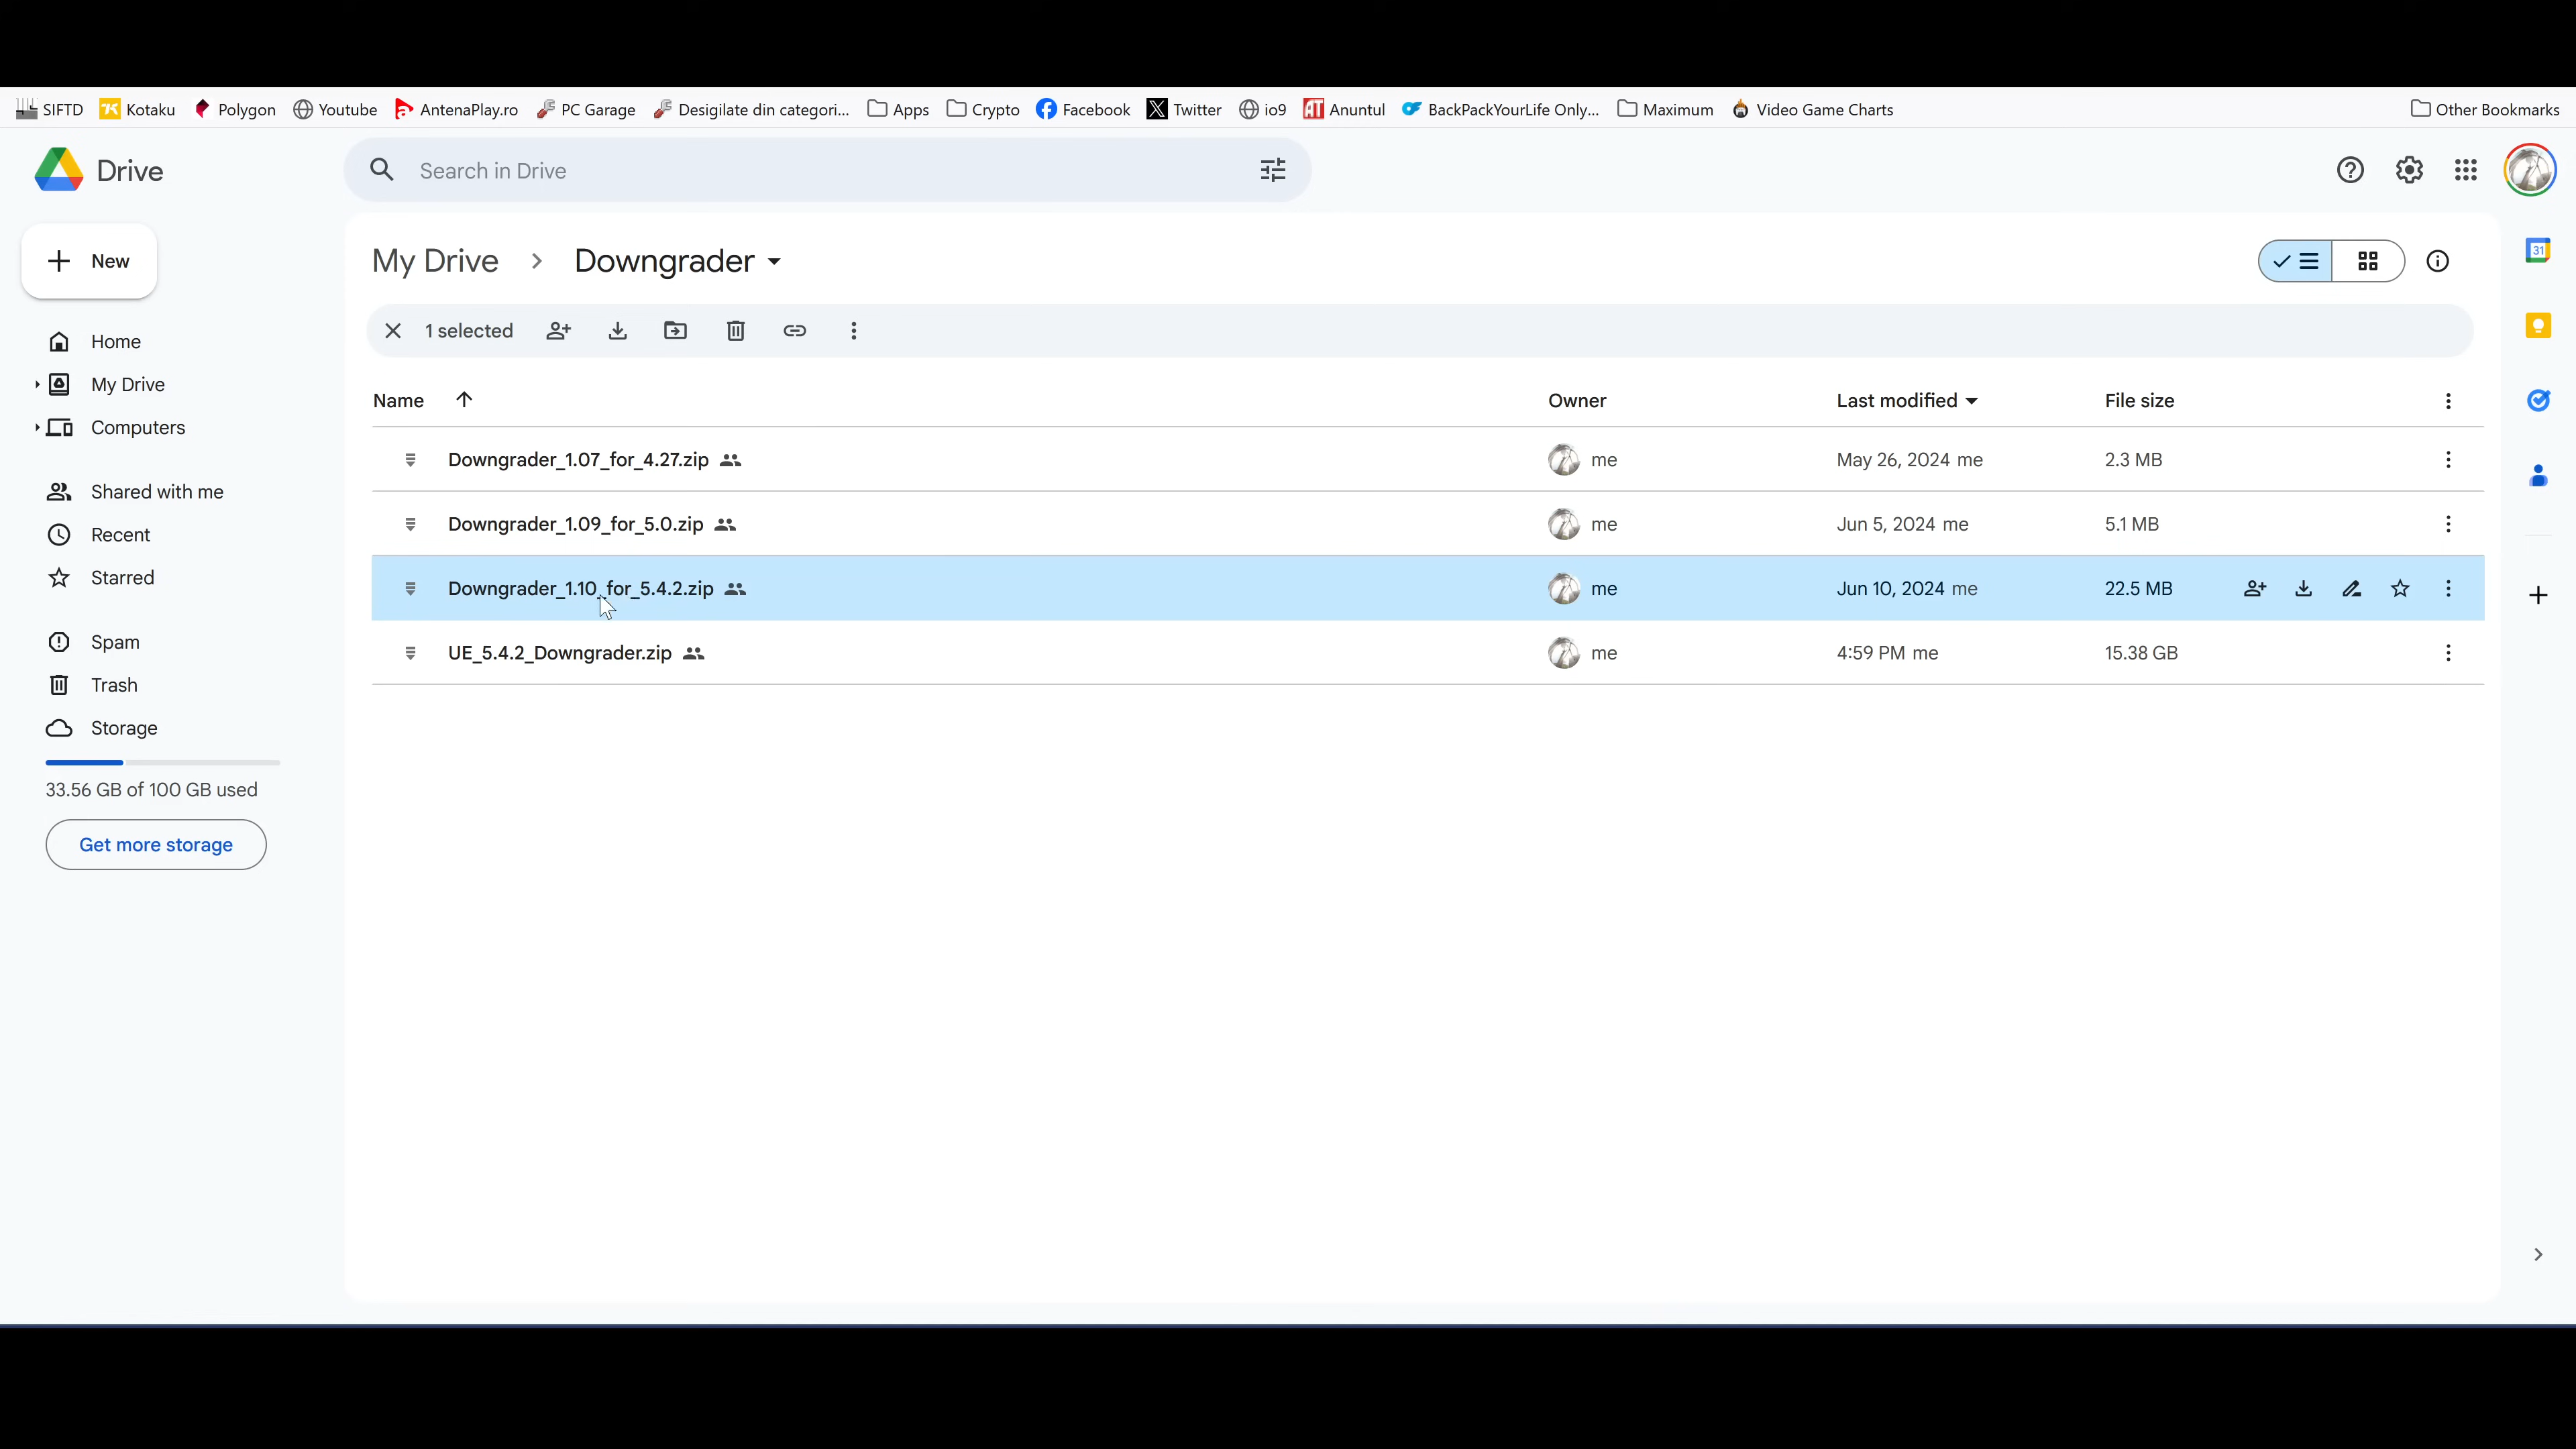 SIFTD Kotaku Polygon Youtube AntenaPlay.ro PC Garage Desigilate din categori... Apps Crypto Facebook Twitter io9 Anuntul BackPackYourLife Only... Maximum Video Game Charts Other Bookmarks
Drive
Search in Drive
New
My Drive Downgrader
1 selected
Home
My Drive
Computers
Shared with me
Recent
Starred
Spam
Trash
Storage
33.56 GB of 100 GB used
Get more storage
Name Owner Last modified File size
Downgrader_1.07_for_4.27.zip me May 26, 2024 me 2.3 MB
Downgrader_1.09_for_5.0.zip me Jun 5, 2024 me 5.1 MB
Downgrader_1.10_for_5.4.2.zip me Jun 10, 2024 me 22.5 MB
UE_5.4.2_Downgrader.zip me 4:59 PM me 15.38 GB
31